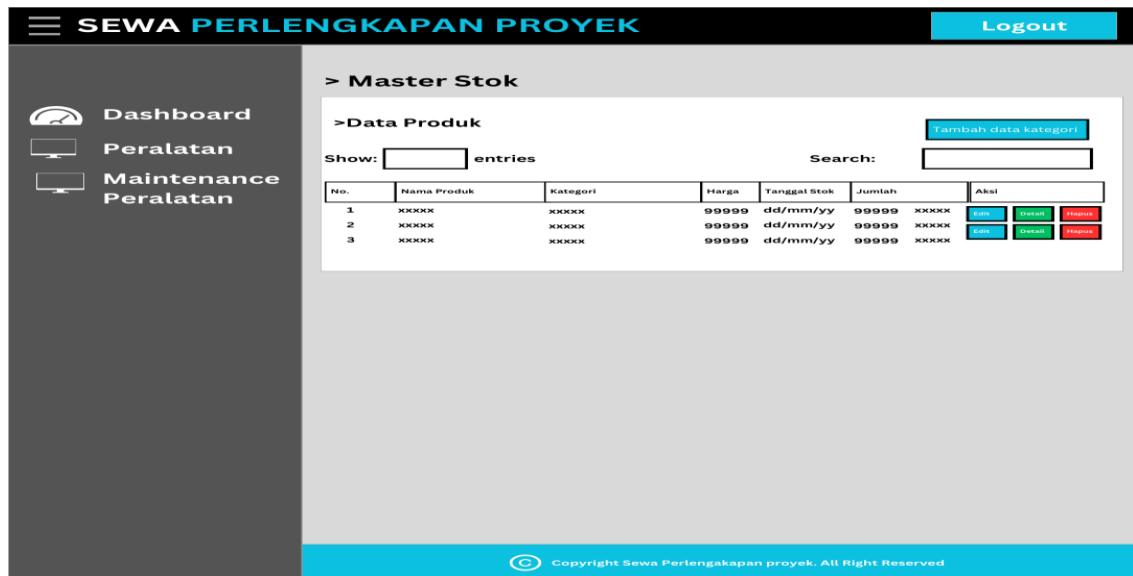 SEWA PERLENGKAPAN PROYEK Logout
> Master Stok
Dashboard
Peralatan
Maintenance
Peralatan
>Data Produk
Tambah data kategori
Show: entries Search:
No. Nama Produk Kategori Harga Tanggal Stok Jumlah Aksi
1 xxxxx xxxxx 99999 dd/mm/yy 99999 xxxxx Edit Detail Hapus
2 xxxxx xxxxx 99999 dd/mm/yy 99999 xxxxx Edit Detail Hapus
3 xxxxx xxxxx 99999 dd/mm/yy 99999 xxxxx
© Copyright Sewa Perlengakapan proyek. All Right Reserved